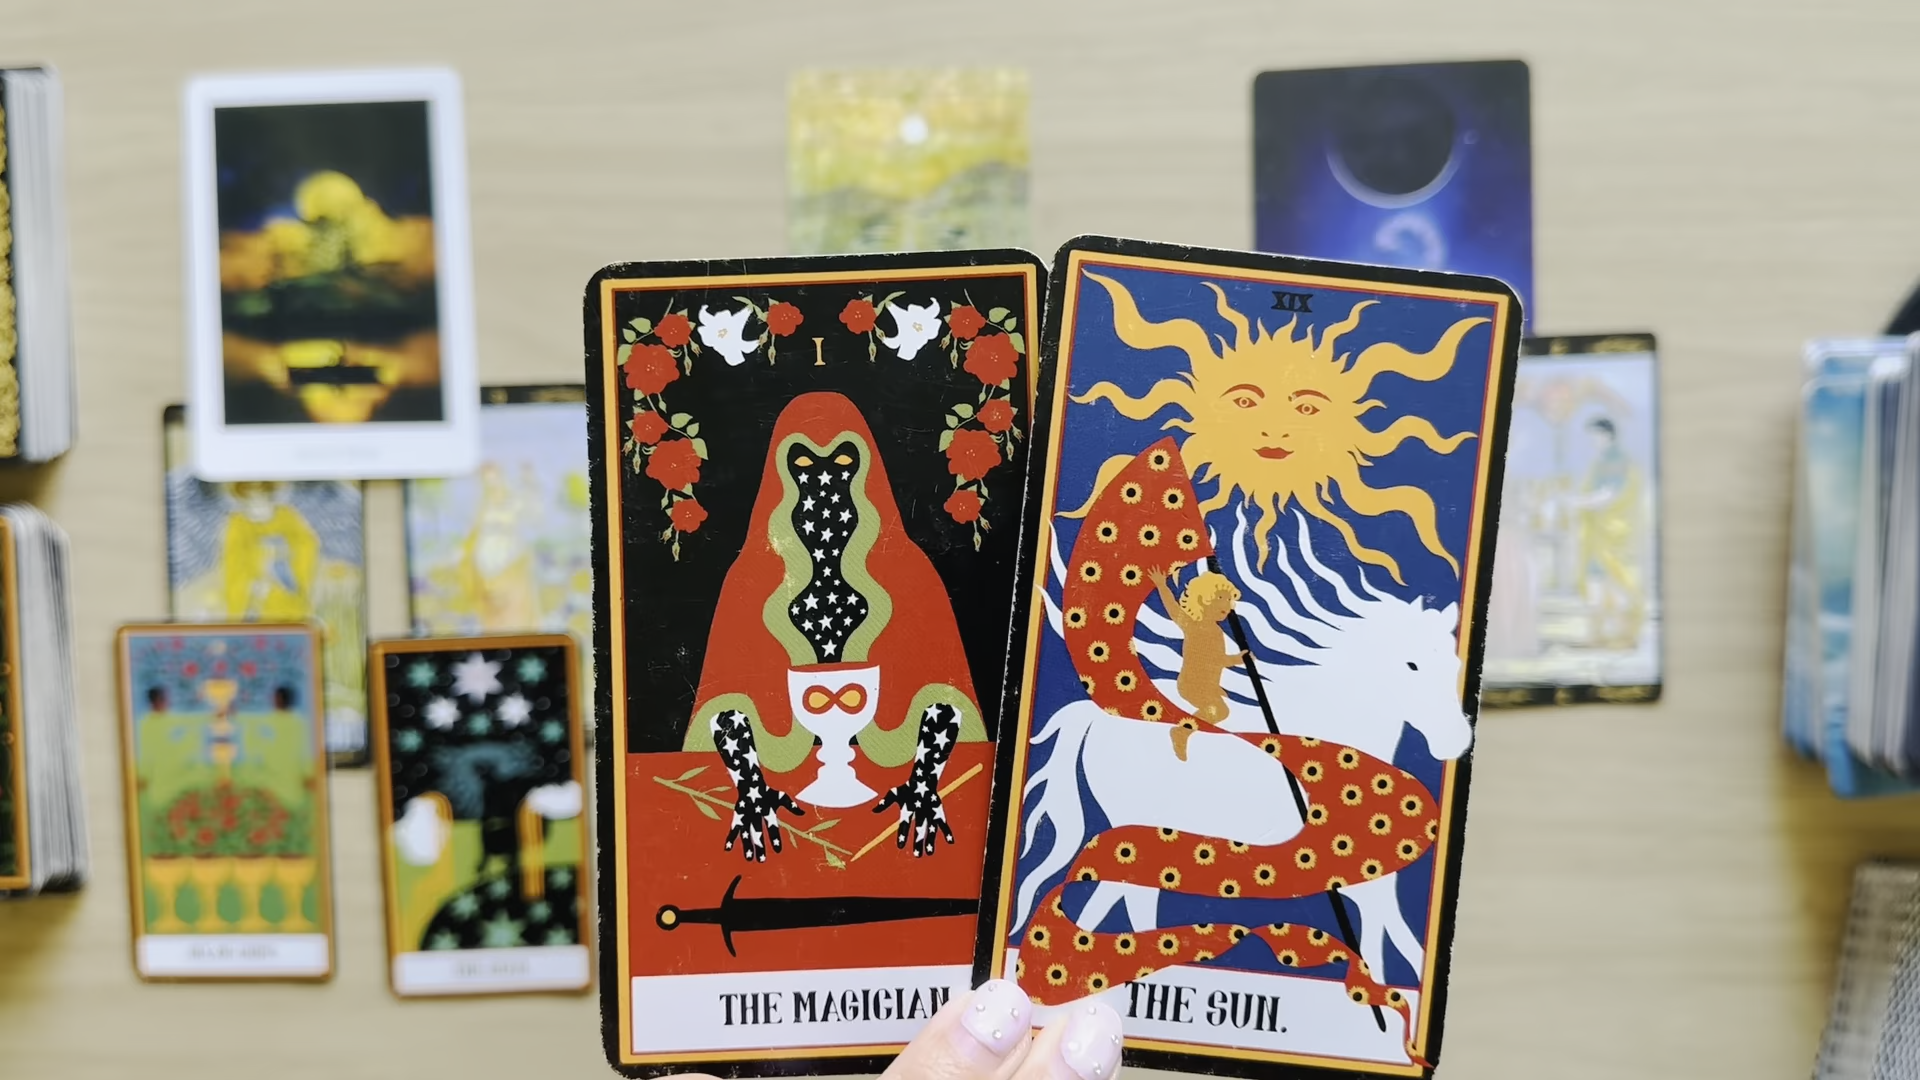 I
THE MAGICIAN
XIX
THE SUN.